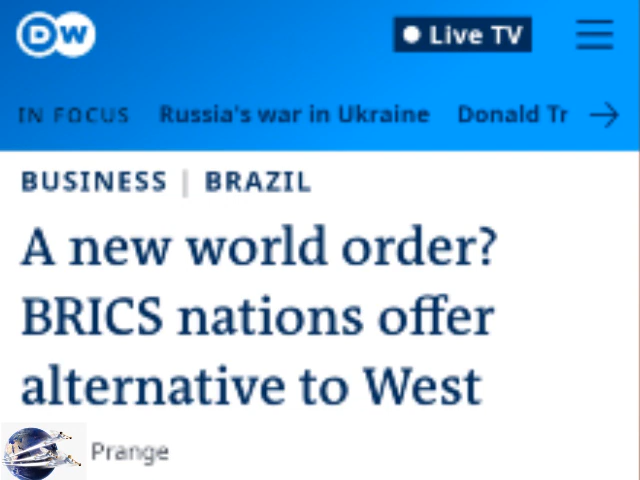 DW
Live TV
IN FOCUS Russia's war in Ukraine Donald Tr
BUSINESS | BRAZIL
A new world order?
BRICS nations offer
alternative to West
Prange